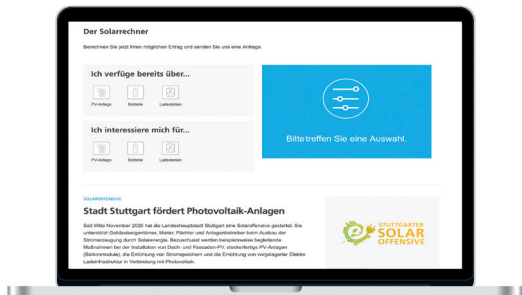 Der Solarrechner
Berechnen Sie jetzt Ihren möglichen Ertrag und senden Sie uns eine Anfrage.
Ich verfüge bereits über...
PV-Anlage Batterie Ladestation
Ich interessiere mich für...
PV-Anlage Batterie Ladestation
Bitte treffen Sie eine Auswahl.
SOLAROFFENSIVE
Stadt Stuttgart fördert Photovoltaik-Anlagen
Seit Mitte November 2020 hat die Landeshauptstadt Stuttgart eine Solaroffensive gestartet. Sie
unterstützt Gebäudeeigentümer, Mieter, Pächter und Anlagenbetreiber beim Ausbau der
Stromerzeugung durch Solarenergie. Bezuschusst werden beispielsweise begleitende
Maßnahmen bei der Installation von Dach- und Fassaden-PV, steckerfertige PV-Anlagen
(Balkonmodule), die Errichtung von Stromspeichern und die Errichtung von vorgelagerter Elektro
Ladeinfrastruktur in Verbindung mit Photovoltaik.
STUTTGARTER
SOLAR
OFFENSIVE